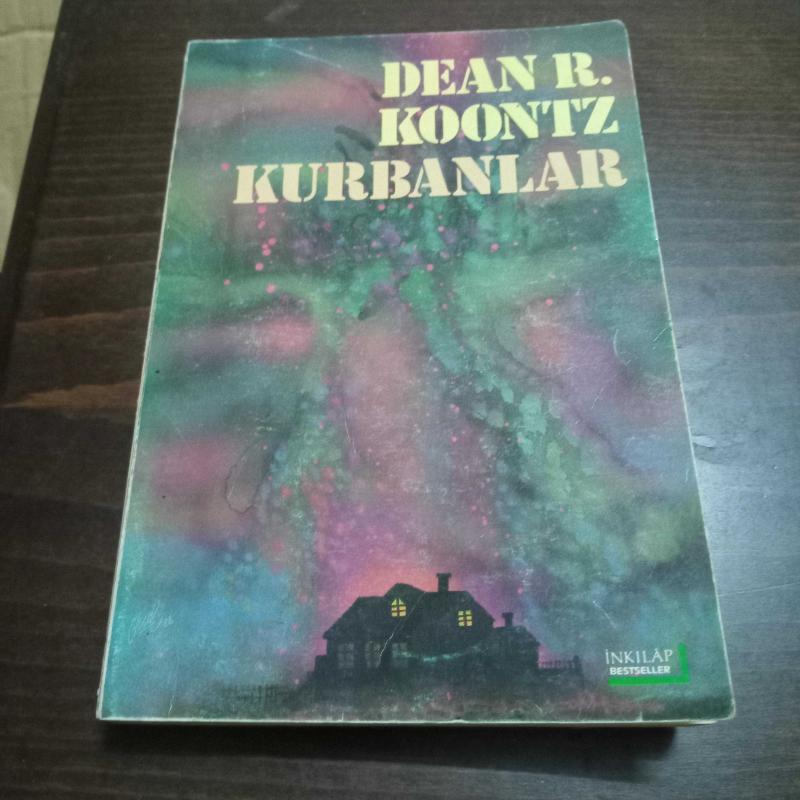 DEAN R.
KOONTZ
KURBANLAR
İNKILÂP
BESTSELLER